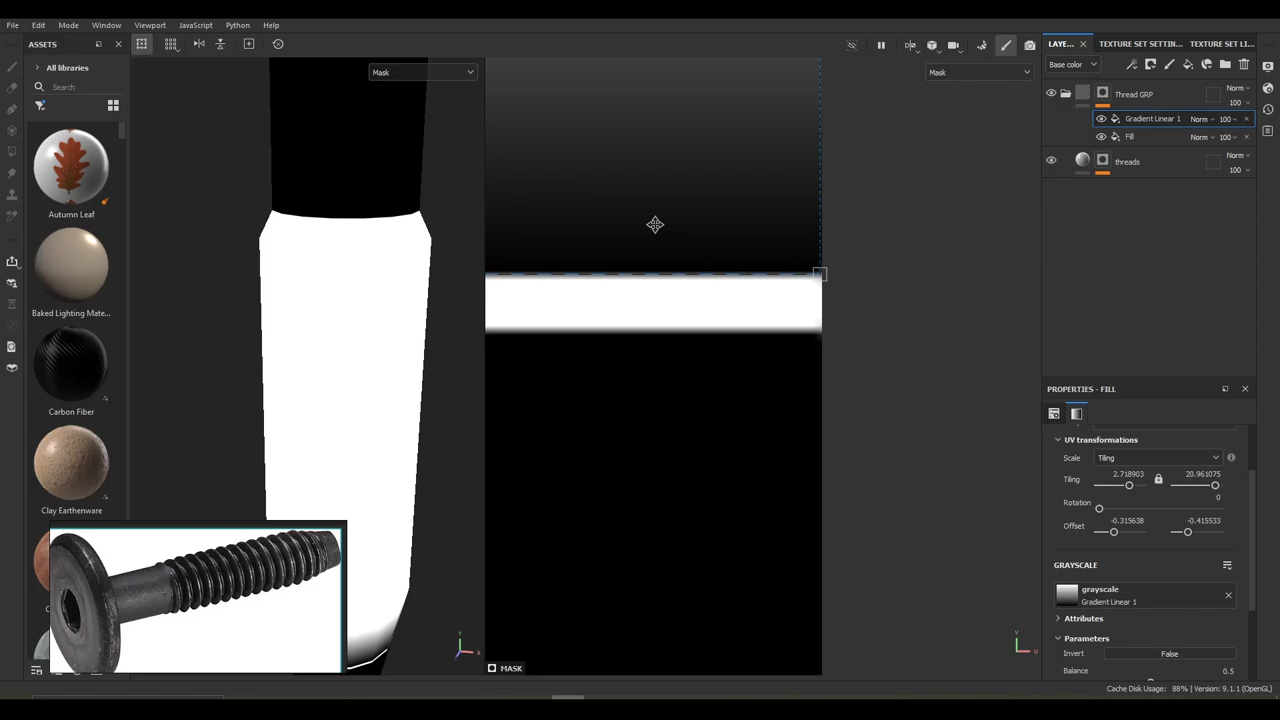 File Edit Mode Window Viewport JavaScript Python Help
ASSETS
All libraries
Search
Autumn Leaf
Baked Lighting Mate...
Carbon Fiber
Clay Earthenware
Mask
Mask
MASK
LAYE...
TEXTURE SET SETTIN...
TEXTURE SET LI...
Base color
Thread GRP
Norm
100
Gradient Linear 1 Norm 100
Fill Norm 100
threads
Norm
100
PROPERTIES - FILL
UV transformations
Scale Tiling
Tiling 2.718903 20.961075
Rotation 0
Offset -0.315638 -0.415533
GRAYSCALE
grayscale
Gradient Linear 1
Attributes
Parameters
Invert False
Balance 0.5
Cache Disk Usage: 88% | Version: 9.1.1 (OpenGL)